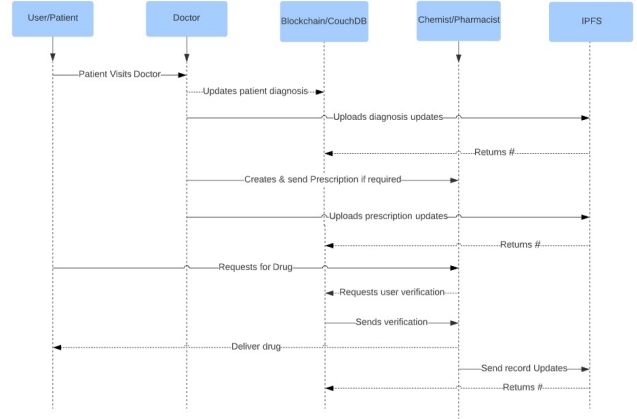 User/Patient
Doctor
Blockchain/CouchDB
Chemist/Pharmacist
IPFS
Patient Visits Doctor
Updates patient diagnosis
Uploads diagnosis updates
Returns #
Creates & send Prescription if required
Uploads prescription updates
Returns #
Requests for Drug
Requests user verification
Sends verification
Deliver drug
Send record Updates
Returns #